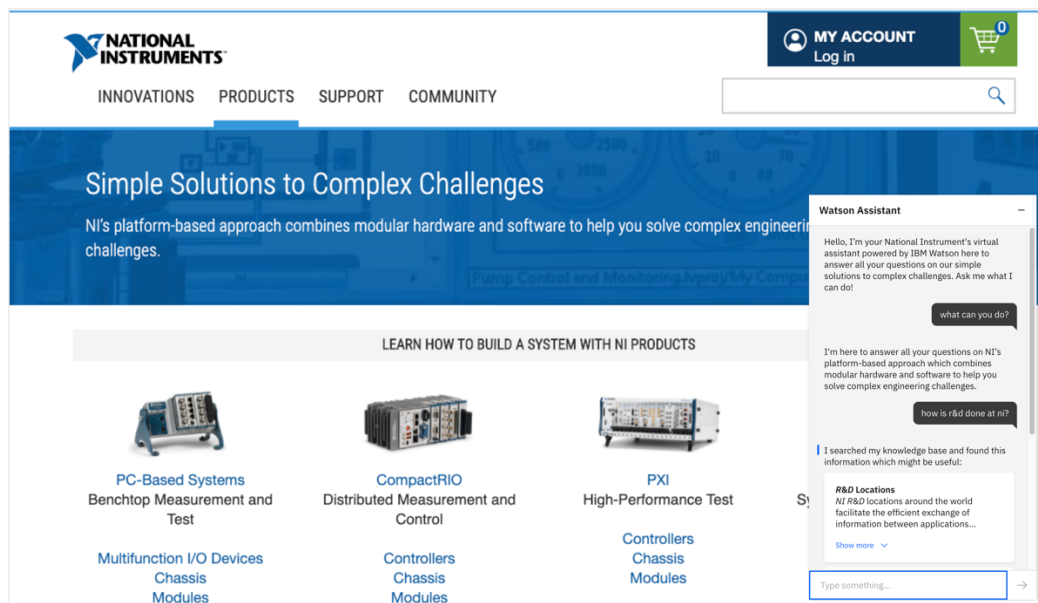 NATIONAL
INSTRUMENTS™
MY ACCOUNT
Log in
0
INNOVATIONS PRODUCTS SUPPORT COMMUNITY
Simple Solutions to Complex Challenges
NI's platform-based approach combines modular hardware and software to help you solve complex engineerin
challenges.
Pump Control and Monitoring.lvproj/My Compu
LEARN HOW TO BUILD A SYSTEM WITH NI PRODUCTS
PC-Based Systems
Benchtop Measurement and
Test
Multifunction I/O Devices
Chassis
Modules
CompactRIO
Distributed Measurement and
Control
Controllers
Chassis
Modules
PXI
High-Performance Test
Controllers
Chassis
Modules
Watson Assistant
Hello, I'm your National Instrument's virtual
assistant powered by IBM Watson here to
answer all your questions on our simple
solutions to complex challenges. Ask me what I
can do!
what can you do?
I'm here to answer all your questions on NI's
platform-based approach which combines
modular hardware and software to help you
solve complex engineering challenges.
how is r&d done at ni?
I searched my knowledge base and found this
information which might be useful:
R&D Locations
NI R&D locations around the world
facilitate the efficient exchange of
information between applications...
Show more
Type something...